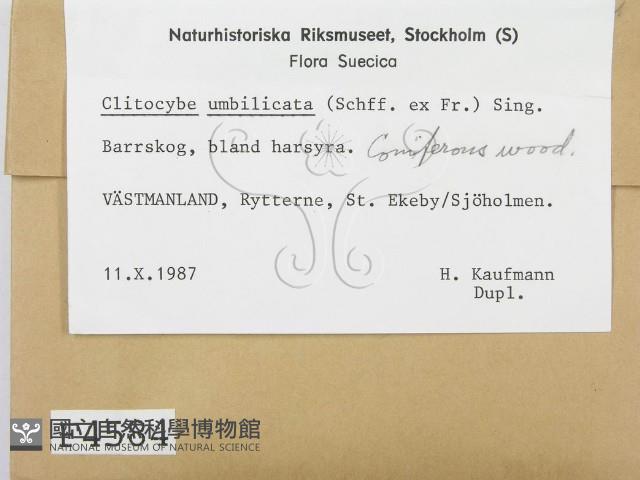 Naturhistoriska Riksmuseet, Stockholm (S)
Flora Suecica
Clitocybe umbilicata (Schff. ex Fr.) Sing.
Barrskog, bland harsyra. Coniferous wood.
VÄSTMANLAND, Rytterne, St. Ekeby/Sjöholmen.
11.X.1987 H. Kaufmann
Dupl.
F4584
國立自然科學博物館
NATIONAL MUSEUM OF NATURAL SCIENCE